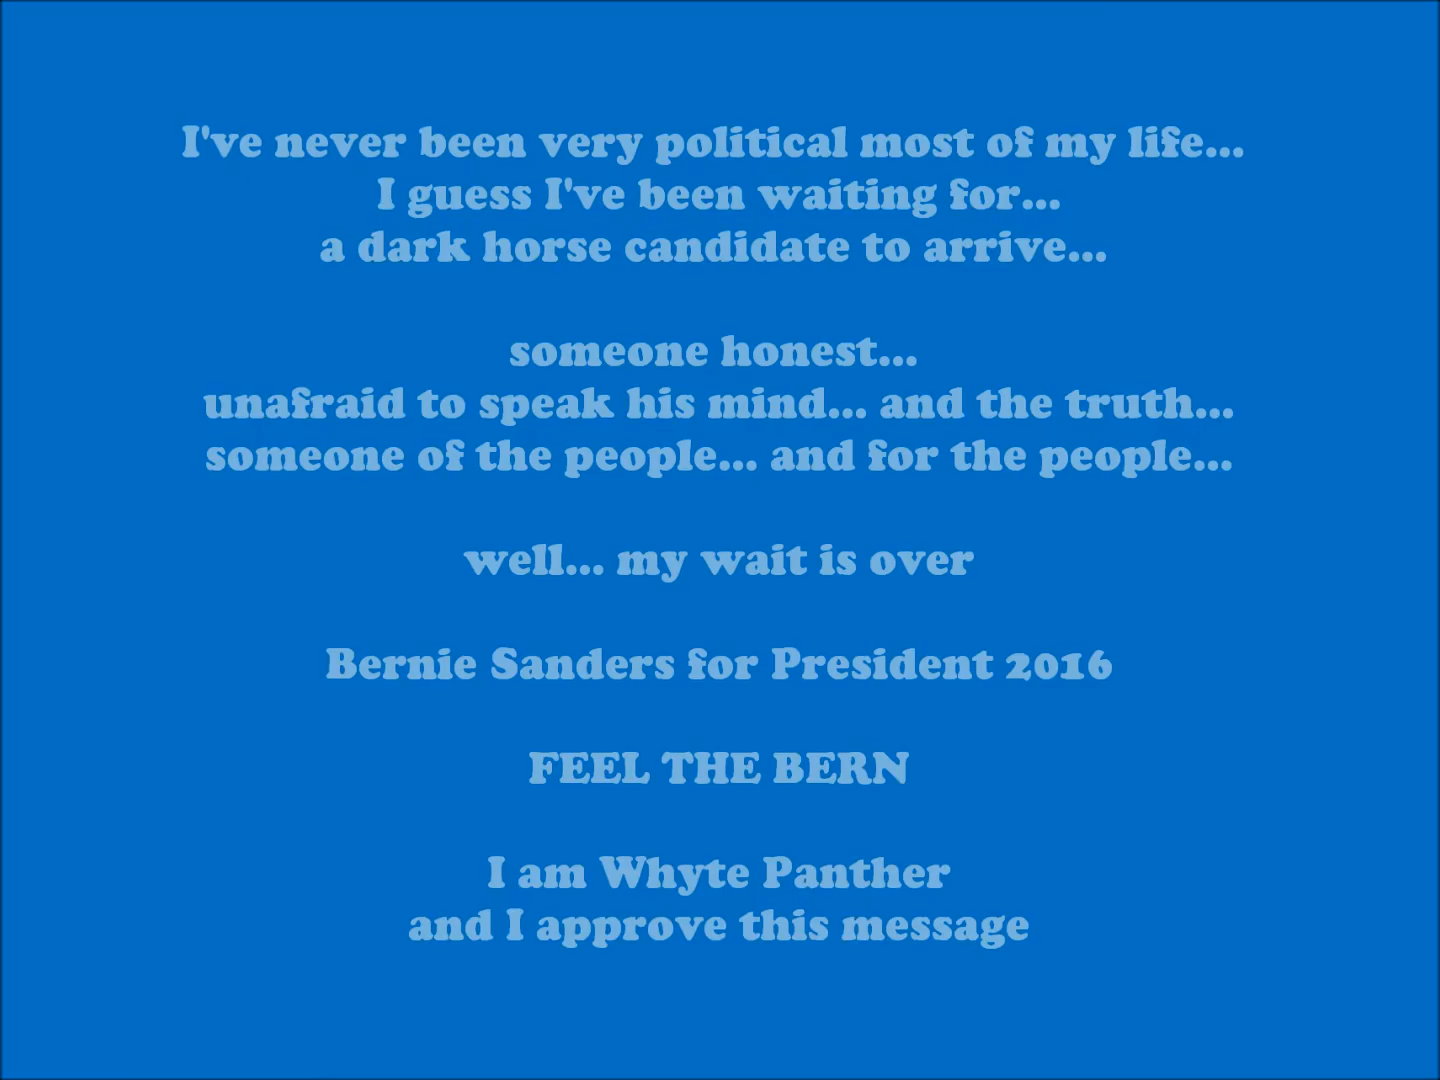 I've never been very political most of my life...
I guess I've been waiting for...
a dark horse candidate to arrive...
someone honest...
unafraid to speak his mind... and the truth...
someone of the people... and for the people...
well... my wait is over
Bernie Sanders for President 2016
FEEL THE BERN
I am Whyte Panther
and I approve this message